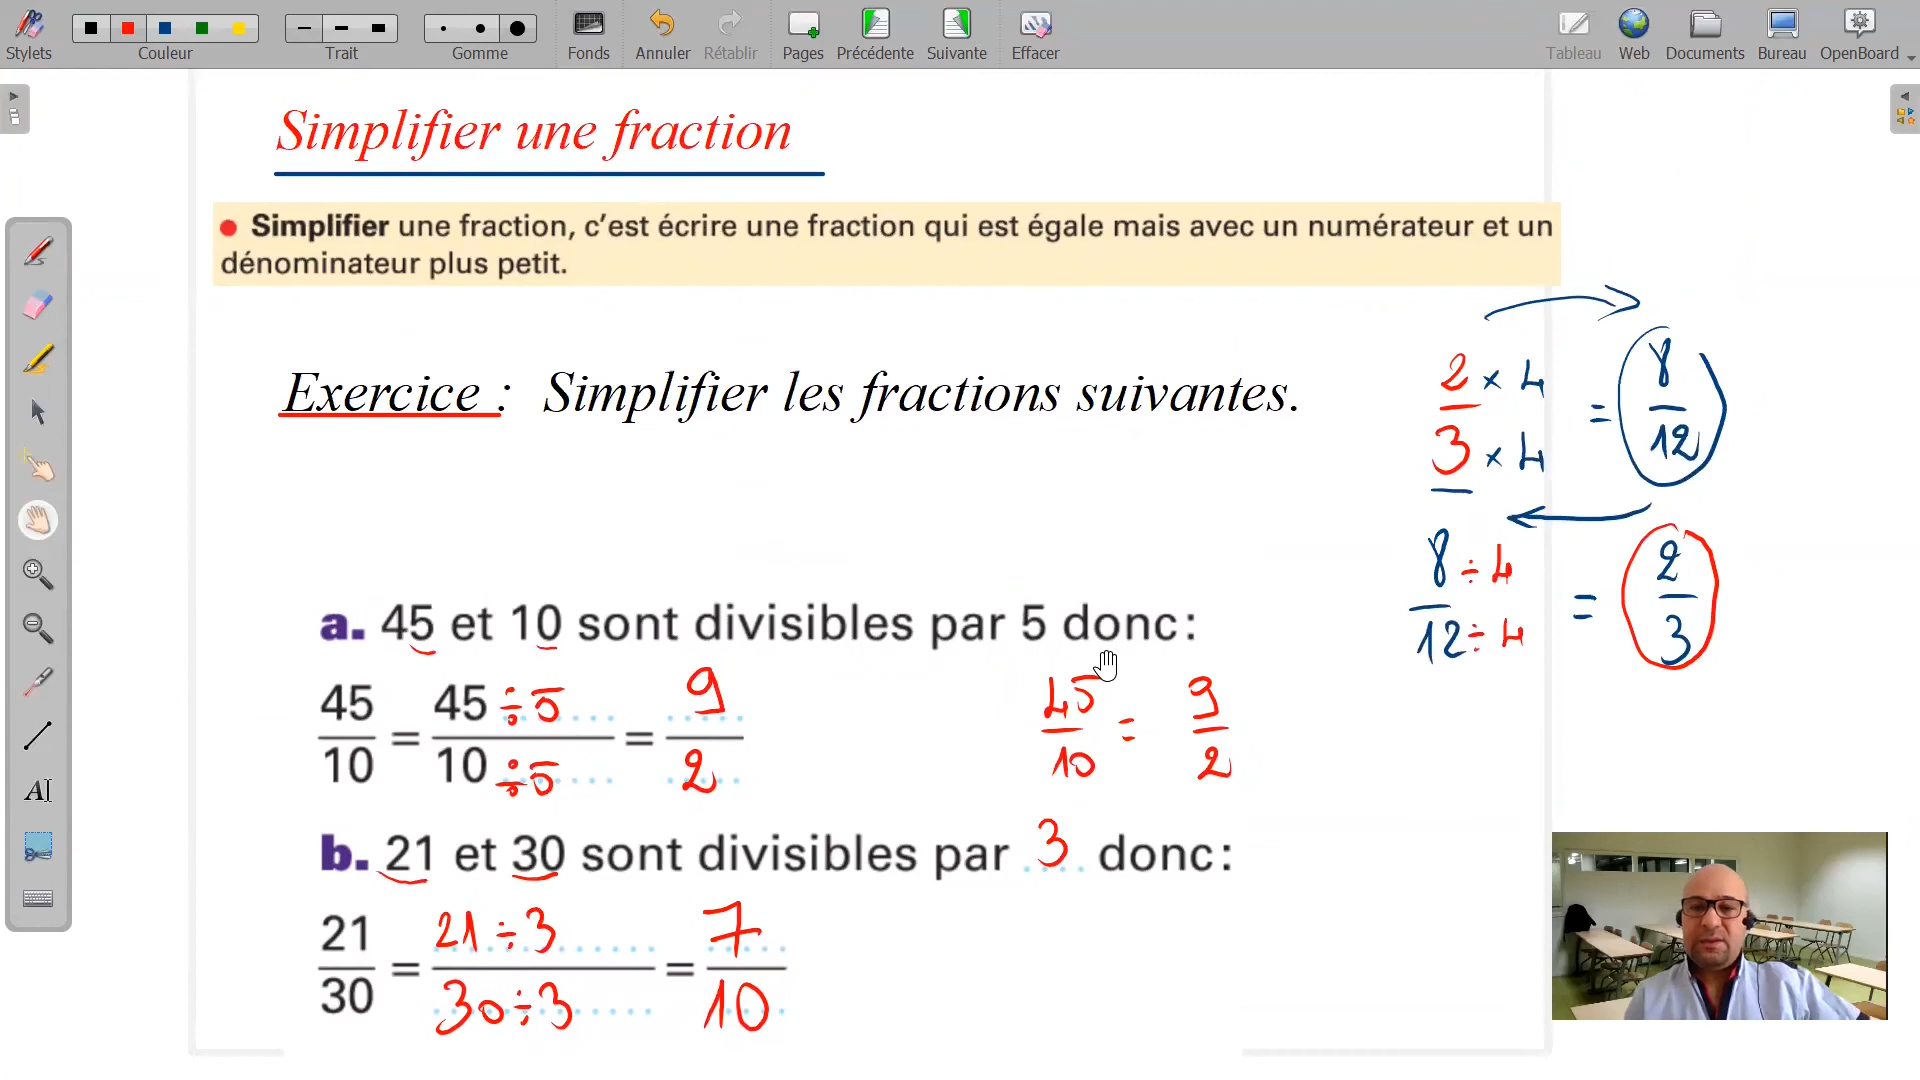 Stylets Couleur Trait Gomme Fonds Annuler Rétablir Pages Précédente Suivante Effacer Tableau Web Documents Bureau OpenBoard
Simplifier une fraction
Simplifier une fraction, c'est écrire une fraction qui est égale mais avec un numérateur et un
dénominateur plus petit.
Exercice : Simplifier les fractions suivantes.
2 × 4 / 3 × 4 = 8 / 12
8 ÷ 4 / 12 ÷ 4 = 2 / 3
a. 45 et 10 sont divisibles par 5 donc :
45 / 10 = 45 ÷ 5 / 10 ÷ 5 = 9 / 2
45 / 10 = 9 / 2
b. 21 et 30 sont divisibles par 3 donc :
21 / 30 = 21 ÷ 3 / 30 ÷ 3 = 7 / 10